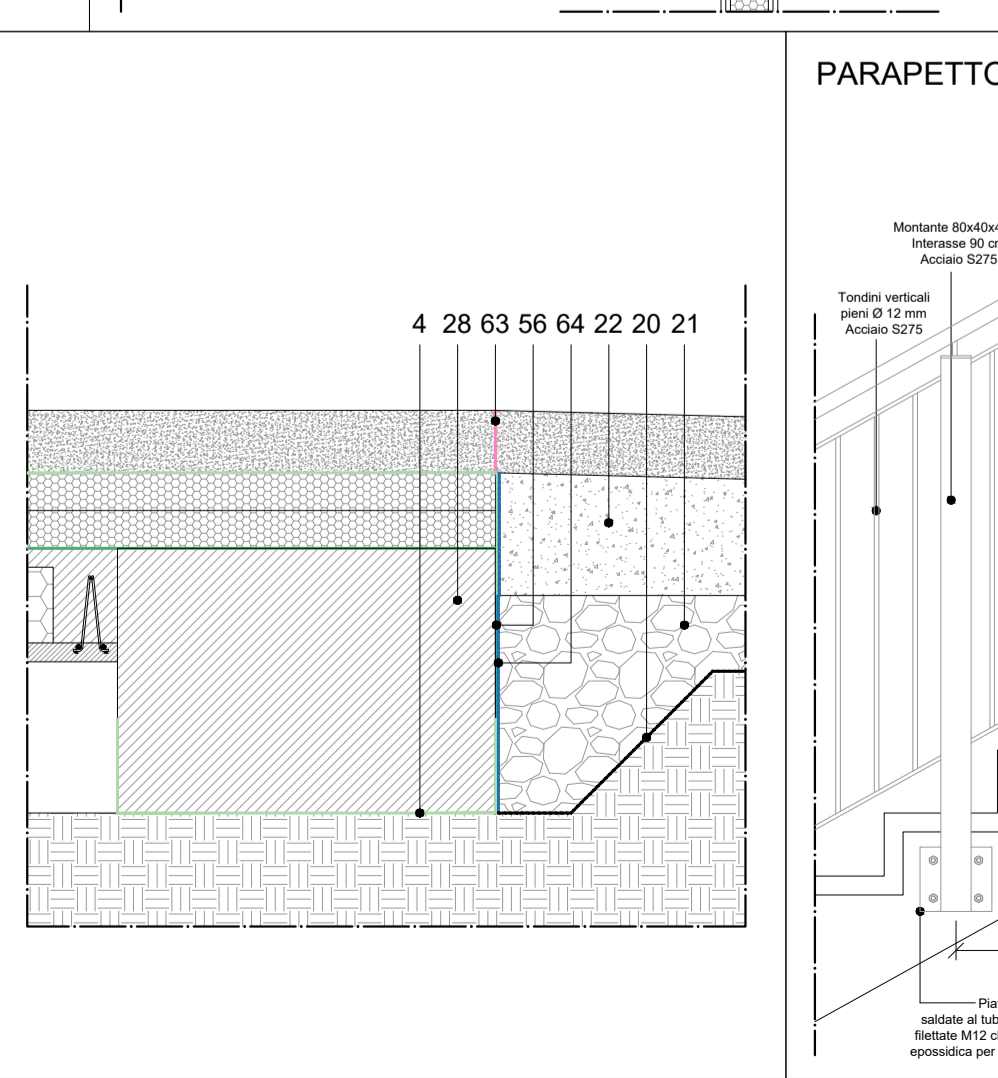 PARAPETTO
Montante 80x40x4
Interasse 90 cm
Acciaio S275
Tondini verticali
pieni Ø 12 mm
Acciaio S275
4 28 63 56 64 22 20 21
saldate al tub
filettate M12
epossidica per